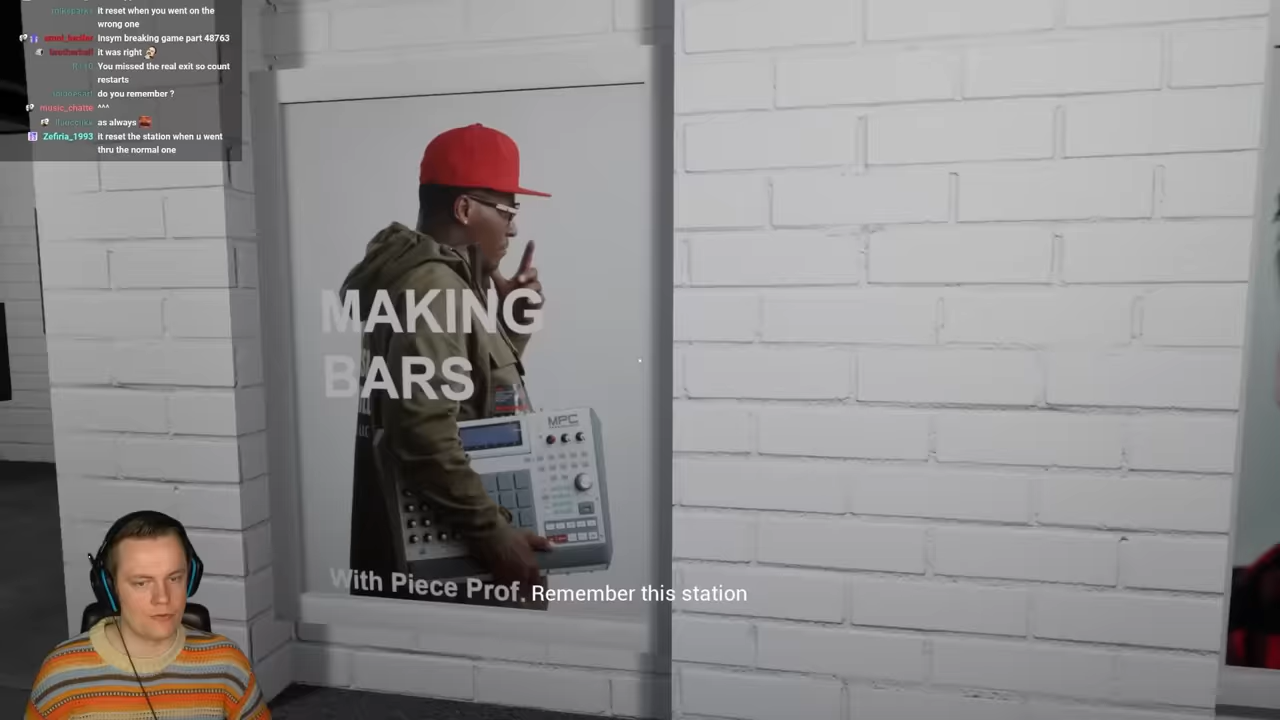 it reset when you went on the
wrong one
Insym breaking game part 48763
it was right
You missed the real exit so count
restarts
do you remember ?
music_chatte ^^^
as always
Zefiria_1993 it reset the station when u went
thru the normal one
MAKING
BARS
MPC
With Piece Prof.
Remember this station